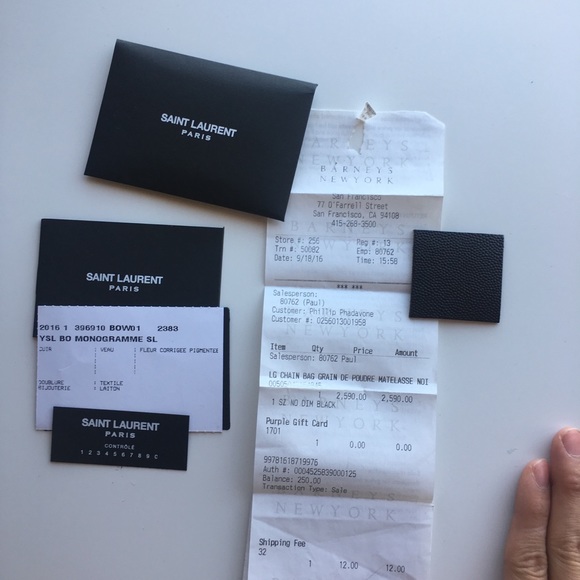 SAINT LAURENT
PARIS
SAINT LAURENT
PARIS
2016 1 396910 BOW01 2383
YSL BO MONOGRAMME SL
CUIR : VEAU : FLEUR CORRIGEE PIGMENTEE
DOUBLURE : TEXTILE
BIJOUTERIE : LAITON
SAINT LAURENT
PARIS
CONTRÔLE
1 2 3 4 5 6 7 8 9 C
BARNEYS
NEWYORK
BARNEYS
NEWYORK
San Francisco
77 O'Farrell Street
San Francisco, CA 94108
415-268-3500
Store #: 256 Reg #: 13
Trn #: 50082 Emp: 80762
Date: 9/18/16 Time: 15:58
*** ***
Salesperson:
80762 (Paul)
Customer: Phillip Phadavone
Customer #: 0256013001958
Item Qty Price Amount
Salesperson: 80762 Paul
LG CHAIN BAG GRAIN DE POUDRE MATELASSE NOI
1 2,590.00 2,590.00
1 SZ NO DIM BLACK
Purple Gift Card
1701
1 0.00 0.00
99781618719976
Auth #: 0004525839000125
Balance: 250.00
Transaction Type: Sale
NEWYORK
Shipping Fee
32
1 12.00 12.00